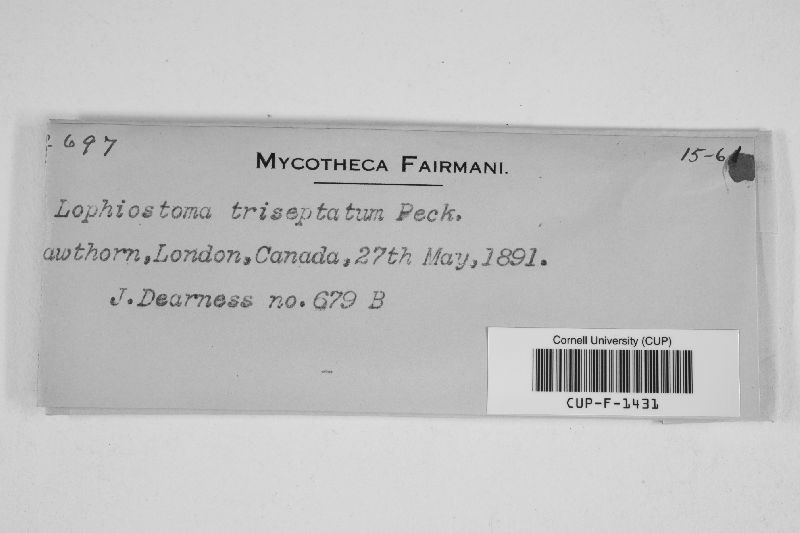 697 15-61
MYCOTHECA FAIRMANI.
Lophiostoma triseptatum Peck.
awthorn, London, Canada, 27th May, 1891.
J. Dearness no. 679 B
Cornell University (CUP)
CUP-F-1431